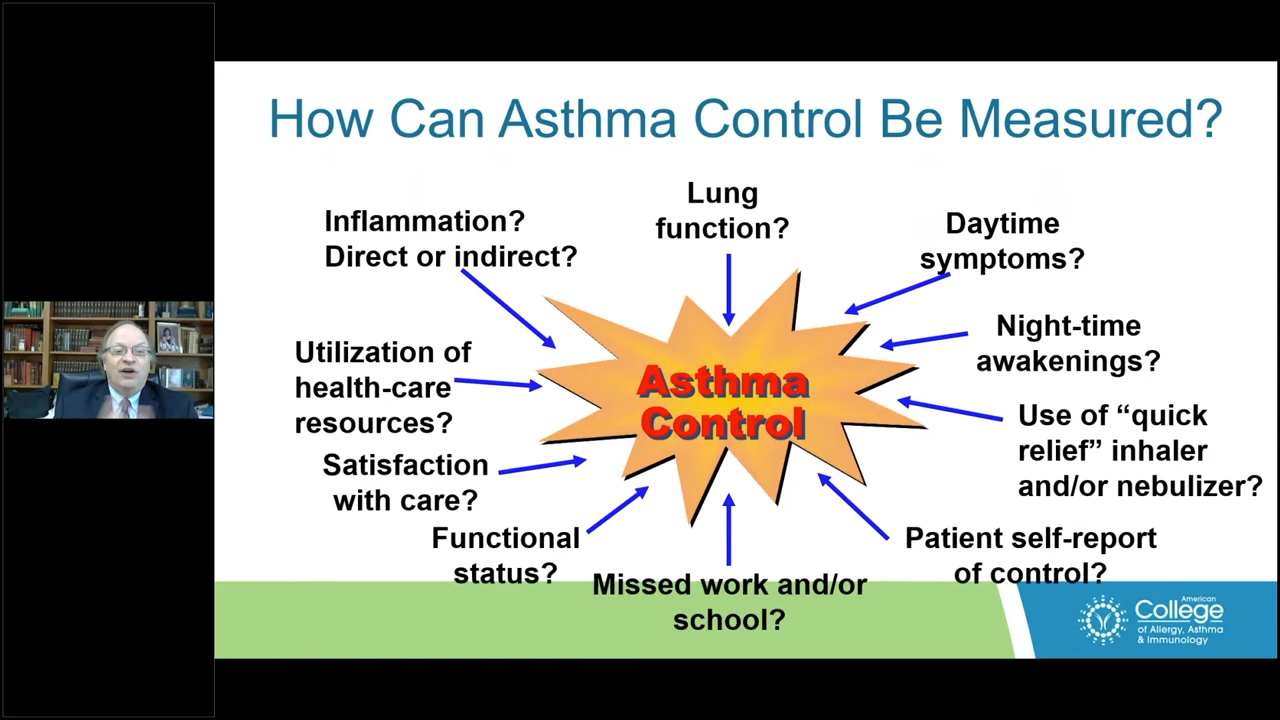 How Can Asthma Control Be Measured?
Lung
function?
Inflammation?
Direct or indirect?
Daytime
symptoms?
Night-time
awakenings?
Utilization of
health-care
resources?
Asthma
Control
Use of “quick
relief” inhaler
and/or nebulizer?
Satisfaction
with care?
Functional
status?
Patient self-report
of control?
Missed work and/or
school?
American
College
of Allergy, Asthma
& Immunology